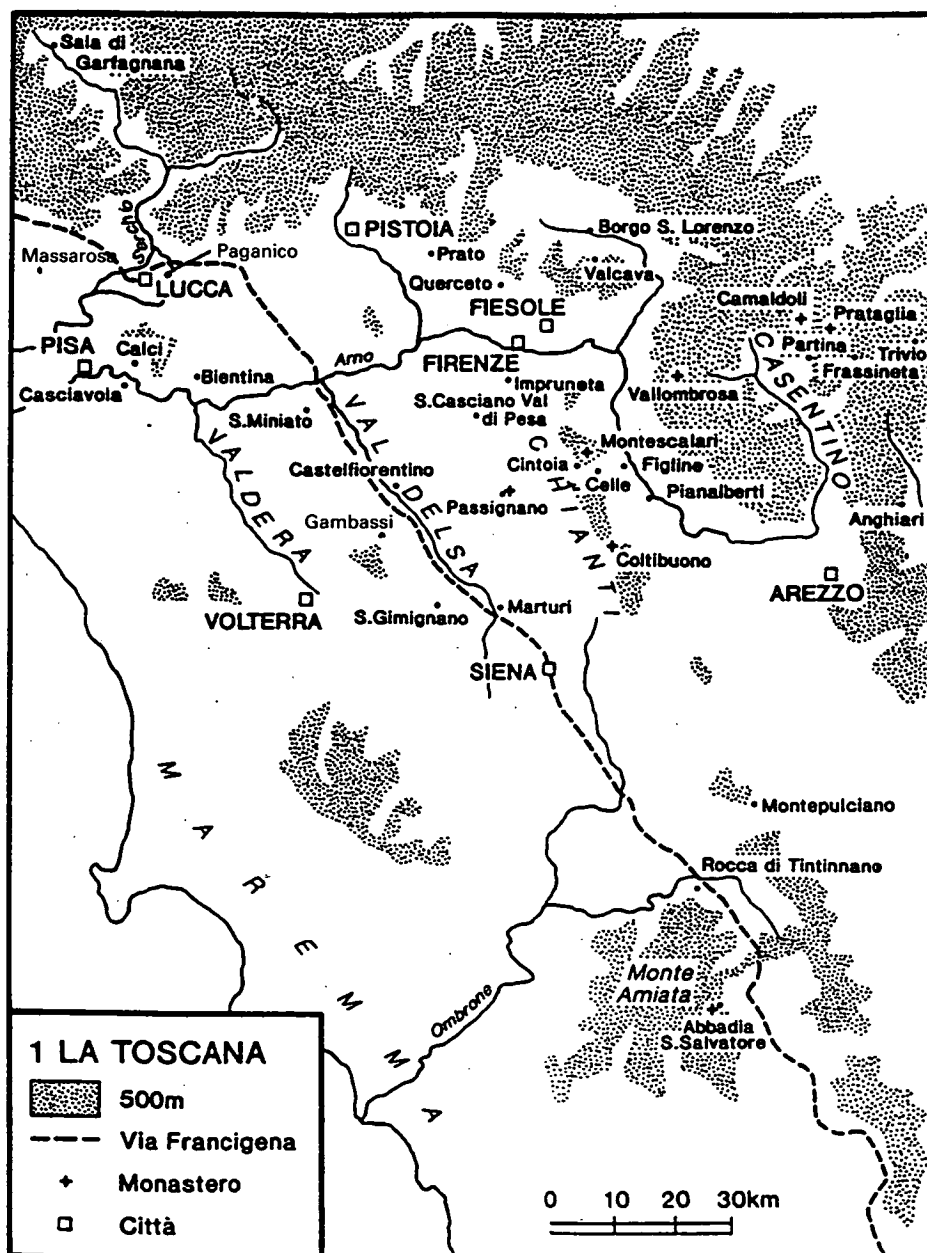 Sala di
Garfagnana
Serchio
Massarosa
Paganico
LUCCA
PISTOIA
Prato
Querceto
FIESOLE
FIRENZE
Borgo S. Lorenzo
Valcava
Camaldoli
Prataglia
Partina
Trivio
Frassineta
PISA
Calci
Casciavola
Bientina
Arno
Impruneta
S.Casciano Val
di Pesa
Vallombrosa
CASENTINO
S.Miniato
VALDERA
VAL DELSA
Castelfiorentino
Gambassi
CHIANTI
Montescalari
Cintoia
Celle
Figline
Pianalberti
Passignano
Coltibuono
Anghiari
AREZZO
VOLTERRA
S.Gimignano
Marturi
SIENA
MAREMMA
Montepulciano
Rocca di Tintinnano
Monte
Amiata
Abbadia
S.Salvatore
Ombrone
1 LA TOSCANA
500m
Via Francigena
Monastero
Città
0 10 20 30km